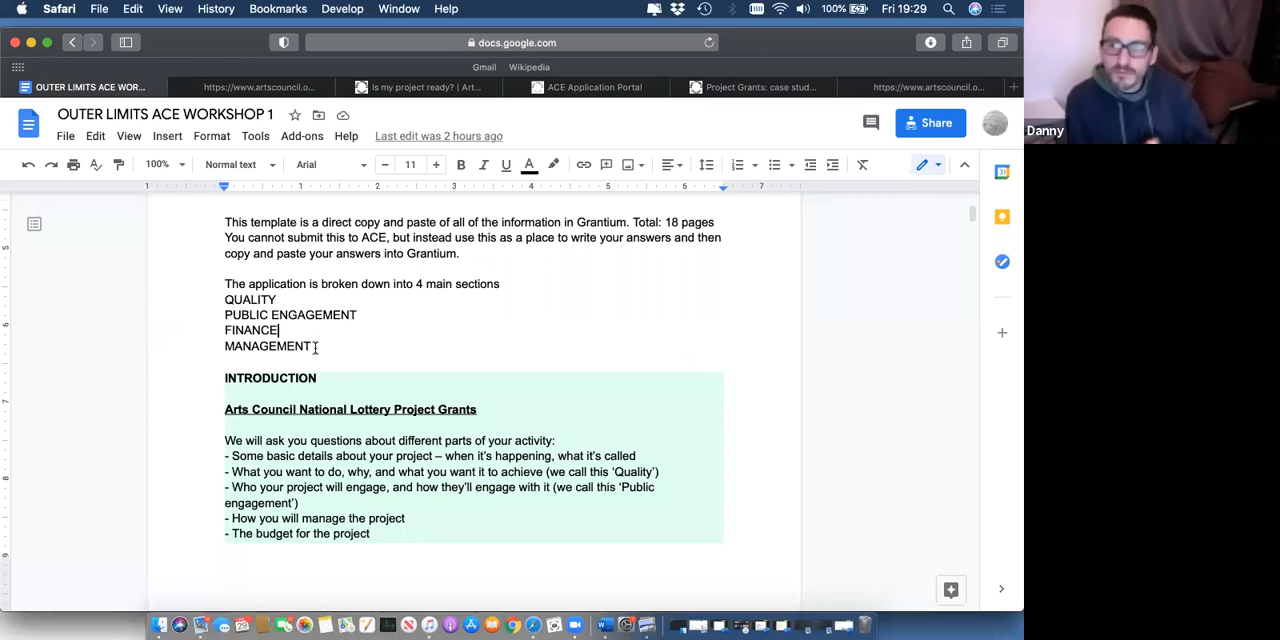 Safari File Edit View History Bookmarks Develop Window Help 100% Fri 19:29
docs.google.com
Gmail Wikipedia
OUTER LIMITS ACE WOR... https://www.artscouncil.o... Is my project ready? | Art... ACE Application Portal Project Grants: case stud... https://www.artscouncil.o...
OUTER LIMITS ACE WORKSHOP 1
File Edit View Insert Format Tools Add-ons Help Last edit was 2 hours ago
Share
Danny
100% Normal text Arial 11 B I U A
1 1 2 3 4 5 6 7
This template is a direct copy and paste of all of the information in Grantium. Total: 18 pages
You cannot submit this to ACE, but instead use this as a place to write your answers and then
copy and paste your answers into Grantium.
The application is broken down into 4 main sections
QUALITY
PUBLIC ENGAGEMENT
FINANCE
MANAGEMENT
INTRODUCTION
Arts Council National Lottery Project Grants
We will ask you questions about different parts of your activity:
- Some basic details about your project – when it's happening, what it's called
- What you want to do, why, and what you want it to achieve (we call this ‘Quality’)
- Who your project will engage, and how they'll engage with it (we call this ‘Public
engagement’)
- How you will manage the project
- The budget for the project